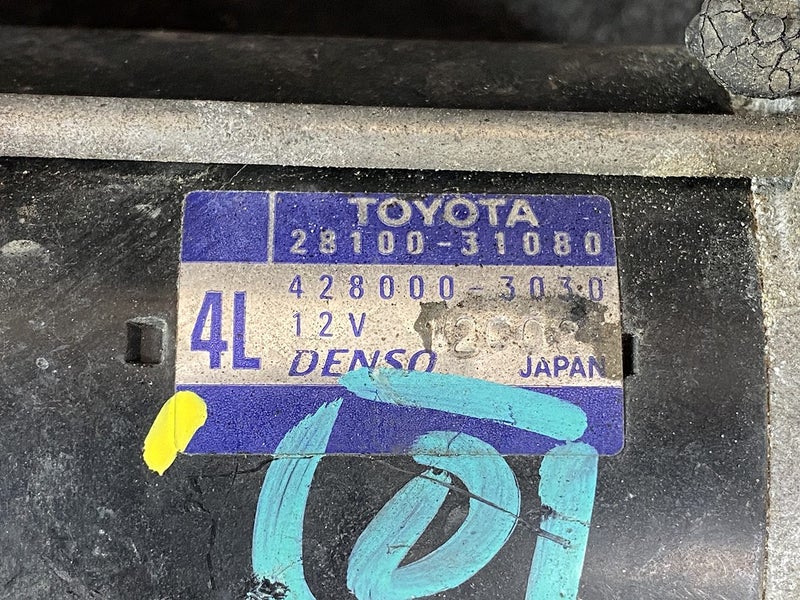 TOYOTA
28100-31080
428000-3030
4L
12V
DENSO JAPAN